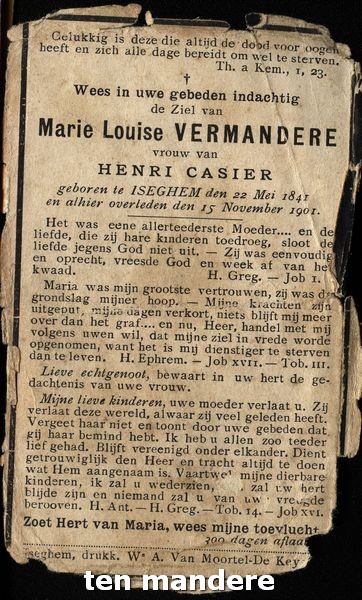 Gelukkig is deze die altijd de dood voor oogen
heeft en zich alle dage bereidt om wel te sterven.
Th. a Kem., 1, 23.
†
Wees in uwe gebeden indachtig
de Ziel van
Marie Louise VERMANDERE
vrouw van
HENRI CASIER
geboren te ISEGHEM den 22 Mei 1841
en alhier overleden den 15 November 1901.
Het was eene allerteederste Moeder.... en de
liefde, die zij hare kinderen toedroeg, sloot de
liefde jegens God niet uit. — Zij was eenvoudig
en oprecht, vreesde God en week af van het
kwaad. H. Greg. — Job 1.
Maria was mijn grootste vertrouwen, zij was de
grondslag mijner hoop. — Mijne krachten zijn
uitgeput, mijne dagen verkort, niets blijft mij meer
over dan het graf.... en nu, Heer, handel met mij
volgens uwen wil, dat mijne ziel in vrede worde
opgenomen, want het is mij dienstiger te sterven
dan te leven. H. Ephrem. — Job XVII. — Tob. III.
Lieve echtgenoot, bewaart in uw hert de ge-
dachtenis van uwe vrouw.
Mijne lieve kinderen, uwe moeder verlaat u. Zij
verlaat deze wereld, alwaar zij veel geleden heeft.
Vergeet haar niet en toont door uwe gebeden dat
gij haar bemind hebt. Ik heb u allen zoo teeder
lief gehad. Blijft vereenigd onder elkander. Dient
getrouwiglijk den Heer en tracht altijd te doen
wat Hem aangenaam is. Vaartwel mijne dierbare
kinderen, ik zal u wederzien, zal uw hert
blijde zijn en niemand zal u van uwe vreugde
berooven. H. Ant. — H. Greg. — Tob. 14. — Job XVI.
Zoet Hert van Maria, wees mijne toevlucht
300 dagen aflaat
seghem, drukk. We A. Van Moortel-De Key
ten mandere